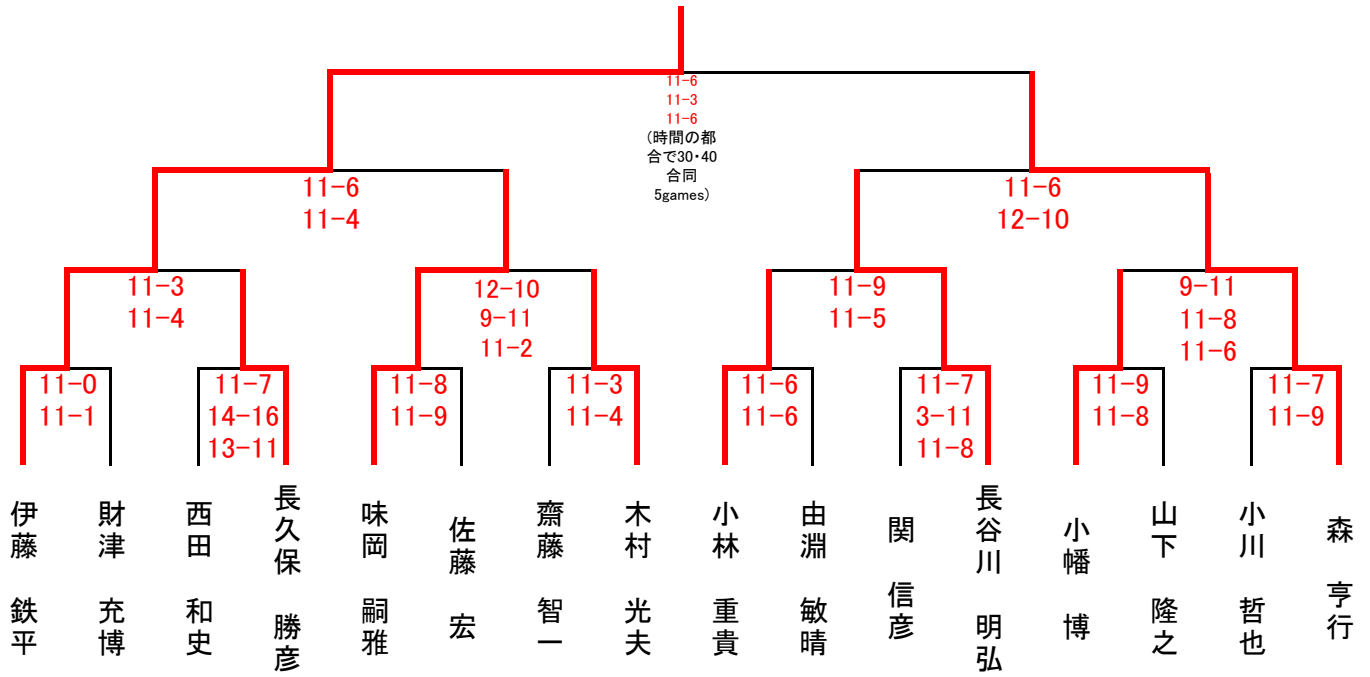 11-6
11-3
11-6
(時間の都
合で30・40
合同
5games)
11-6
11-4
11-6
12-10
11-3
11-4
12-10
9-11
11-2
11-9
11-5
9-11
11-8
11-6
11-0
11-1
11-7
14-16
13-11
11-8
11-9
11-3
11-4
11-6
11-6
11-7
3-11
11-8
11-9
11-8
11-7
11-9
伊藤 鉄平
財津 充博
西田 和史
長久保 勝彦
味岡 嗣雅
佐藤 宏
齋藤 智一
木村 光夫
小林 重貴
由淵 敏晴
関 信彦
長谷川 明弘
小幡 博
山下 隆之
小川 哲也
森 亨行